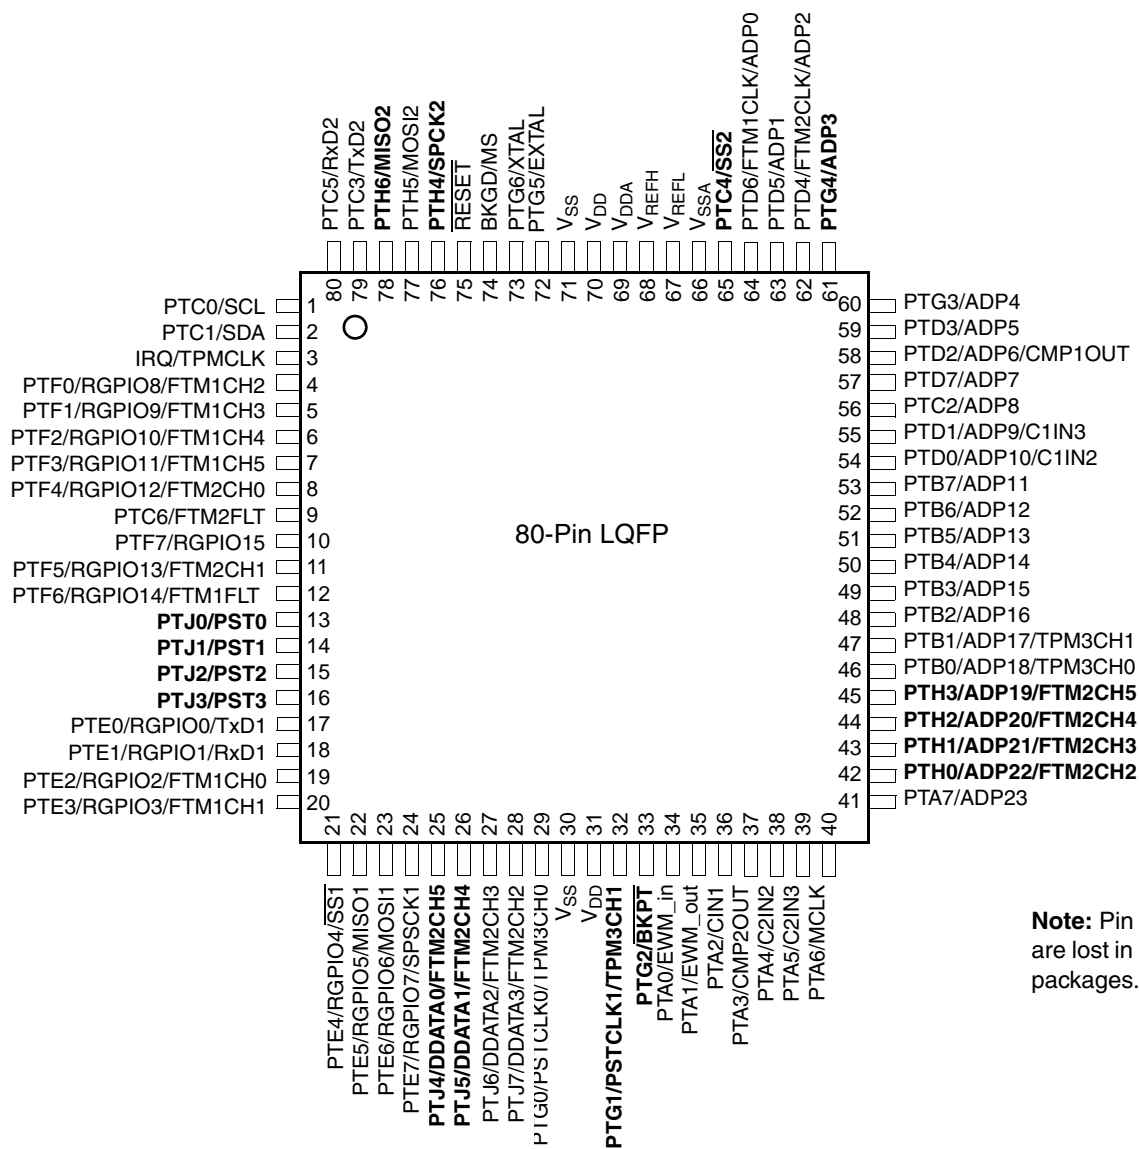 PTC5/RxD2
PTC3/TxD2
PTH6/MISO2
PTH5/MOSI2
PTH4/SPCK2
RESET
BKGD/MS
PTG6/XTAL
PTG5/EXTAL
VSS
VDD
VDDA
VREFH
VREFL
VSSA
PTC4/SS2
PTD6/FTM1CLK/ADP0
PTD5/ADP1
PTD4/FTM2CLK/ADP2
PTG4/ADP3
80
79
78
77
76
75
74
73
72
71
70
69
68
67
66
65
64
63
62
61
PTC0/SCL 1
PTC1/SDA 2
IRQ/TPMCLK 3
PTF0/RGPIO8/FTM1CH2 4
PTF1/RGPIO9/FTM1CH3 5
PTF2/RGPIO10/FTM1CH4 6
PTF3/RGPIO11/FTM1CH5 7
PTF4/RGPIO12/FTM2CH0 8
PTC6/FTM2FLT 9
PTF7/RGPIO15 10
PTF5/RGPIO13/FTM2CH1 11
PTF6/RGPIO14/FTM1FLT 12
PTJ0/PST0 13
PTJ1/PST1 14
PTJ2/PST2 15
PTJ3/PST3 16
PTE0/RGPIO0/TxD1 17
PTE1/RGPIO1/RxD1 18
PTE2/RGPIO2/FTM1CH0 19
PTE3/RGPIO3/FTM1CH1 20
80-Pin LQFP
60 PTG3/ADP4
59 PTD3/ADP5
58 PTD2/ADP6/CMP1OUT
57 PTD7/ADP7
56 PTC2/ADP8
55 PTD1/ADP9/C1IN3
54 PTD0/ADP10/C1IN2
53 PTB7/ADP11
52 PTB6/ADP12
51 PTB5/ADP13
50 PTB4/ADP14
49 PTB3/ADP15
48 PTB2/ADP16
47 PTB1/ADP17/TPM3CH1
46 PTB0/ADP18/TPM3CH0
45 PTH3/ADP19/FTM2CH5
44 PTH2/ADP20/FTM2CH4
43 PTH1/ADP21/FTM2CH3
42 PTH0/ADP22/FTM2CH2
41 PTA7/ADP23
21
22
23
24
25
26
27
28
29
30
31
32
33
34
35
36
37
38
39
40
PTE4/RGPIO4/SS1
PTE5/RGPIO5/MISO1
PTE6/RGPIO6/MOSI1
PTE7/RGPIO7/SPSCK1
PTJ4/DDATA0/FTM2CH5
PTJ5/DDATA1/FTM2CH4
PTJ6/DDATA2/FTM2CH3
PTJ7/DDATA3/FTM2CH2
PTG0/PSTCLK0/TPM3CH0
VSS
VDD
PTG1/PSTCLK1/TPM3CH1
PTG2/BKPT
PTA0/EWM_in
PTA1/EWM_out
PTA2/CIN1
PTA3/CMP2OUT
PTA4/C2IN2
PTA5/C2IN3
PTA6/MCLK
Note: Pin
are lost in
packages.